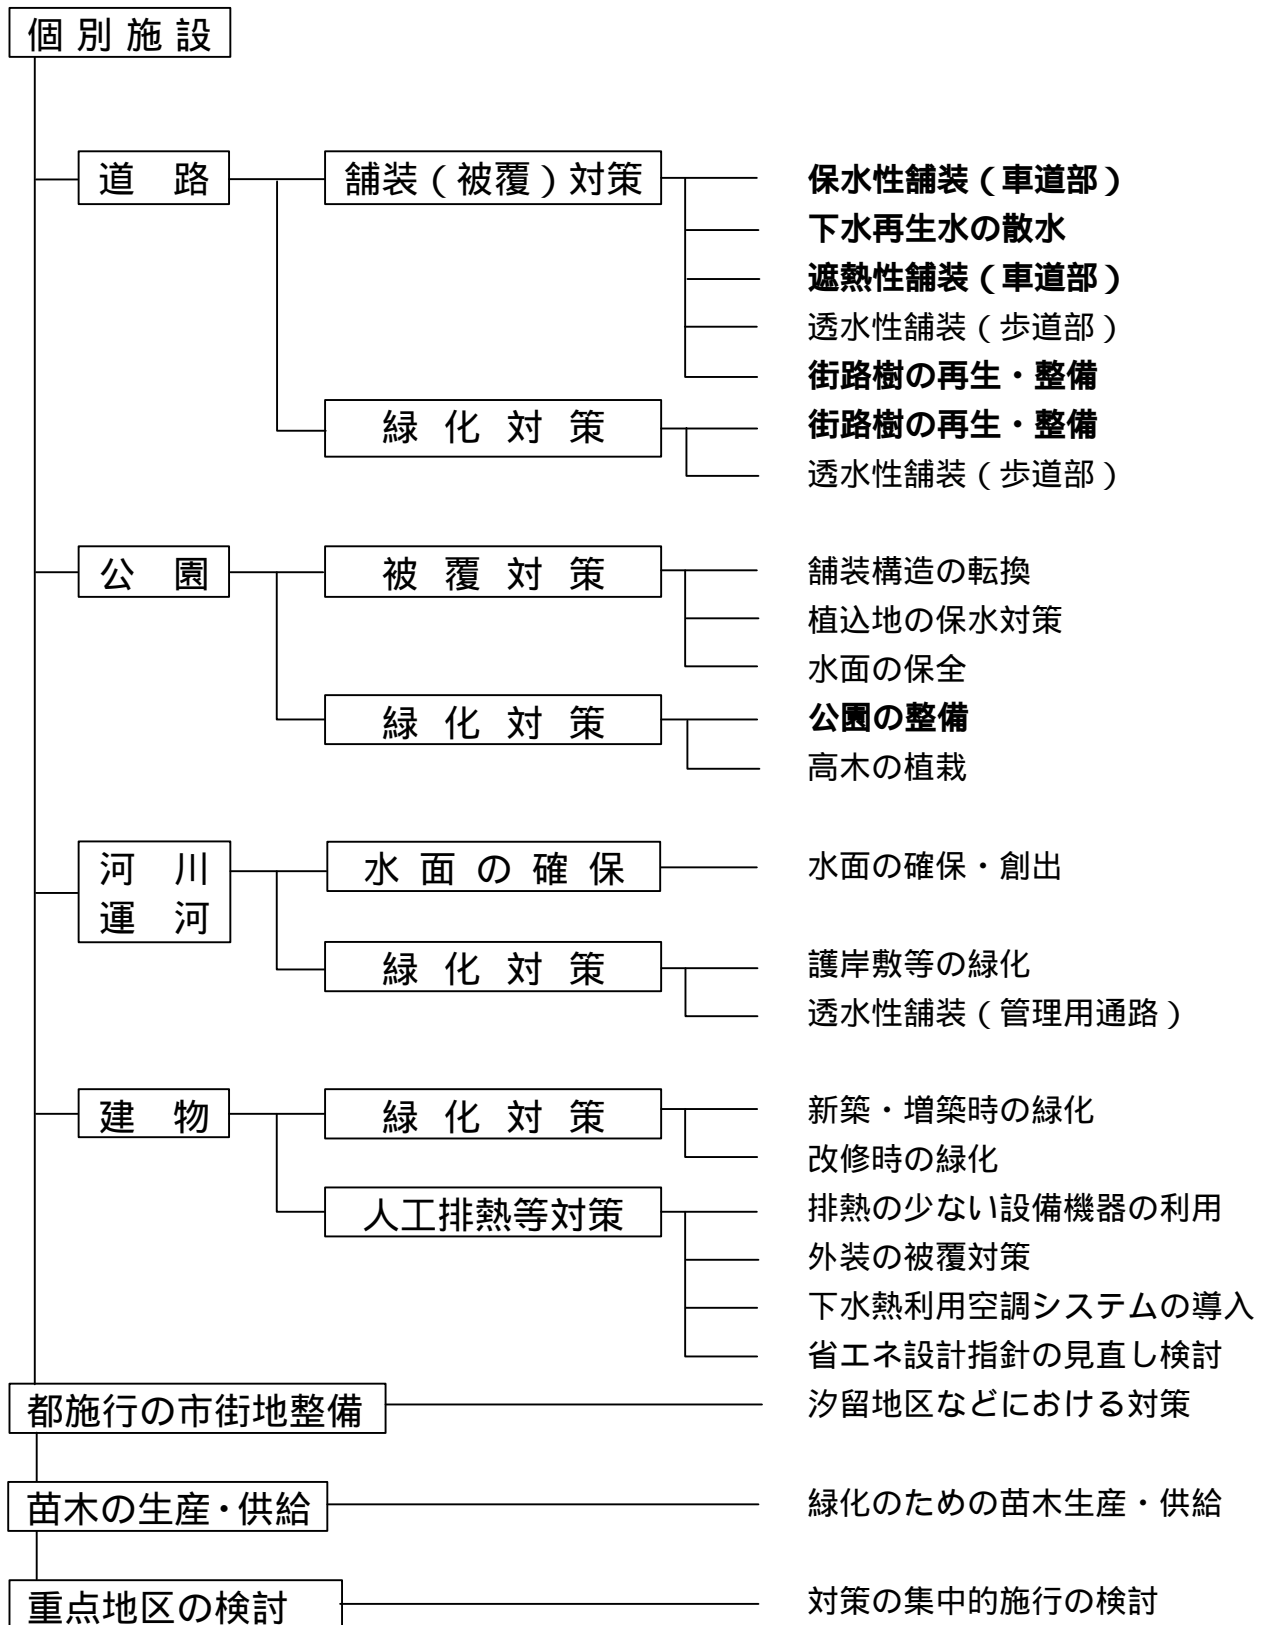 個別施設
道　路
舗装（被覆）対策
保水性舗装（車道部）
下水再生水の散水
遮熱性舗装（車道部）
透水性舗装（歩道部）
街路樹の再生・整備
緑化対策
街路樹の再生・整備
透水性舗装（歩道部）
公　園
被覆対策
舗装構造の転換
植込地の保水対策
水面の保全
緑化対策
公園の整備
高木の植栽
河　川
運　河
水面の確保
水面の確保・創出
緑化対策
護岸敷等の緑化
透水性舗装（管理用通路）
建　物
緑化対策
新築・増築時の緑化
改修時の緑化
人工排熱等対策
排熱の少ない設備機器の利用
外装の被覆対策
下水熱利用空調システムの導入
省エネ設計指針の見直し検討
都施行の市街地整備
汐留地区などにおける対策
苗木の生産・供給
緑化のための苗木生産・供給
重点地区の検討
対策の集中的施行の検討